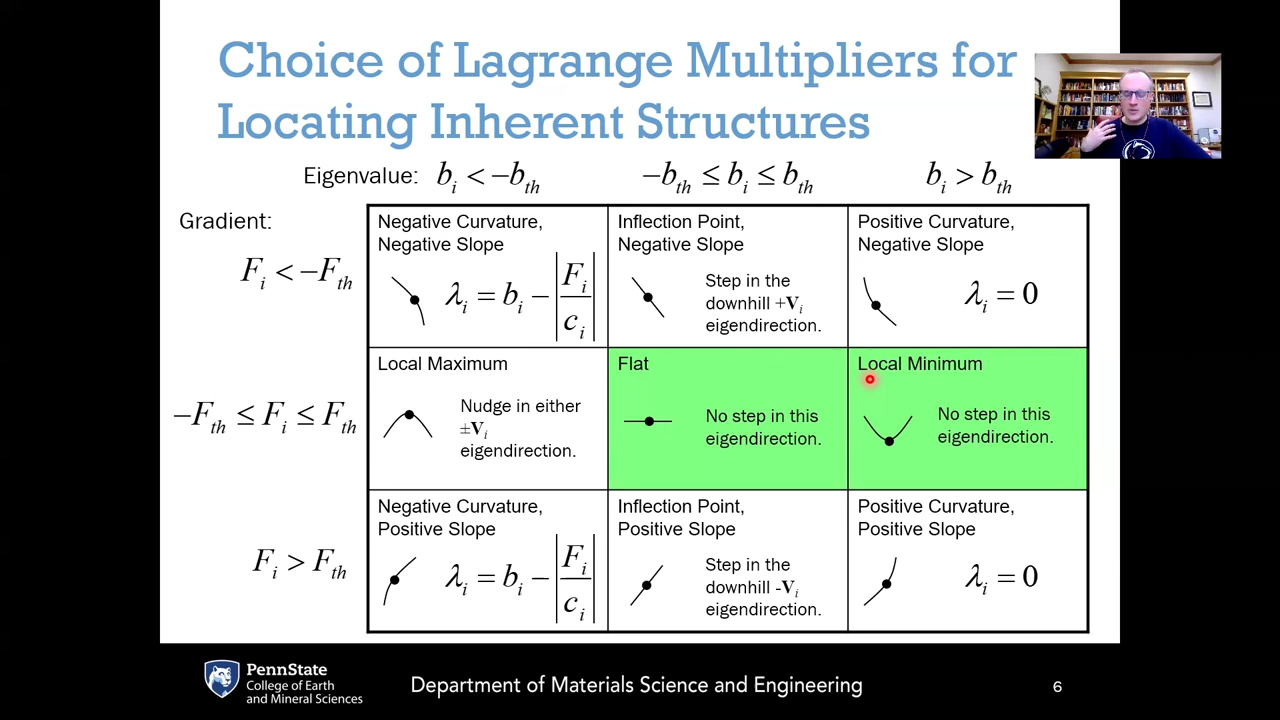 Choice of Lagrange Multipliers for
Locating Inherent Structures
Eigenvalue: b_i < −b_th −b_th ≤ b_i ≤ b_th b_i > b_th
Gradient:
F_i < −F_th
Negative Curvature,
Negative Slope
λ_i = b_i − |F_i / c_i|
Inflection Point,
Negative Slope
Step in the
downhill +V_i
eigendirection.
Positive Curvature,
Negative Slope
λ_i = 0
−F_th ≤ F_i ≤ F_th
Local Maximum
Nudge in either
±V_i
eigendirection.
Flat
No step in this
eigendirection.
Local Minimum
No step in this
eigendirection.
F_i > F_th
Negative Curvature,
Positive Slope
λ_i = b_i − |F_i / c_i|
Inflection Point,
Positive Slope
Step in the
downhill -V_i
eigendirection.
Positive Curvature,
Positive Slope
λ_i = 0
PennState
College of Earth
and Mineral Sciences
Department of Materials Science and Engineering
6